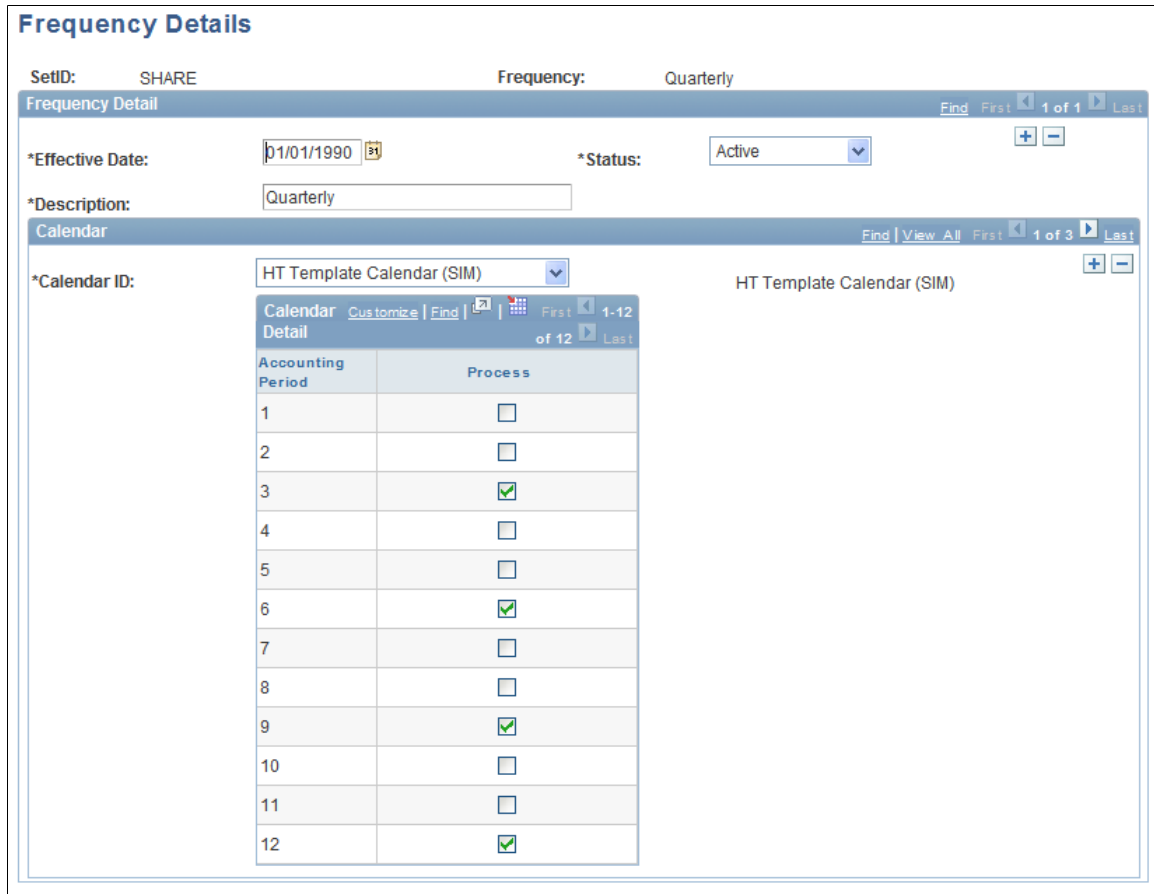 Frequency Details
SetID: SHARE Frequency: Quarterly
Frequency Detail Find First 1 of 1 Last
*Effective Date: 01/01/1990 31 *Status: Active
*Description: Quarterly
Calendar Find | View All First 1 of 3 Last
*Calendar ID: HT Template Calendar (SIM) HT Template Calendar (SIM)
Calendar Detail Customize | Find | | First 1-12 of 12 Last
Accounting Period Process
1
2
3
4
5
6
7
8
9
10
11
12